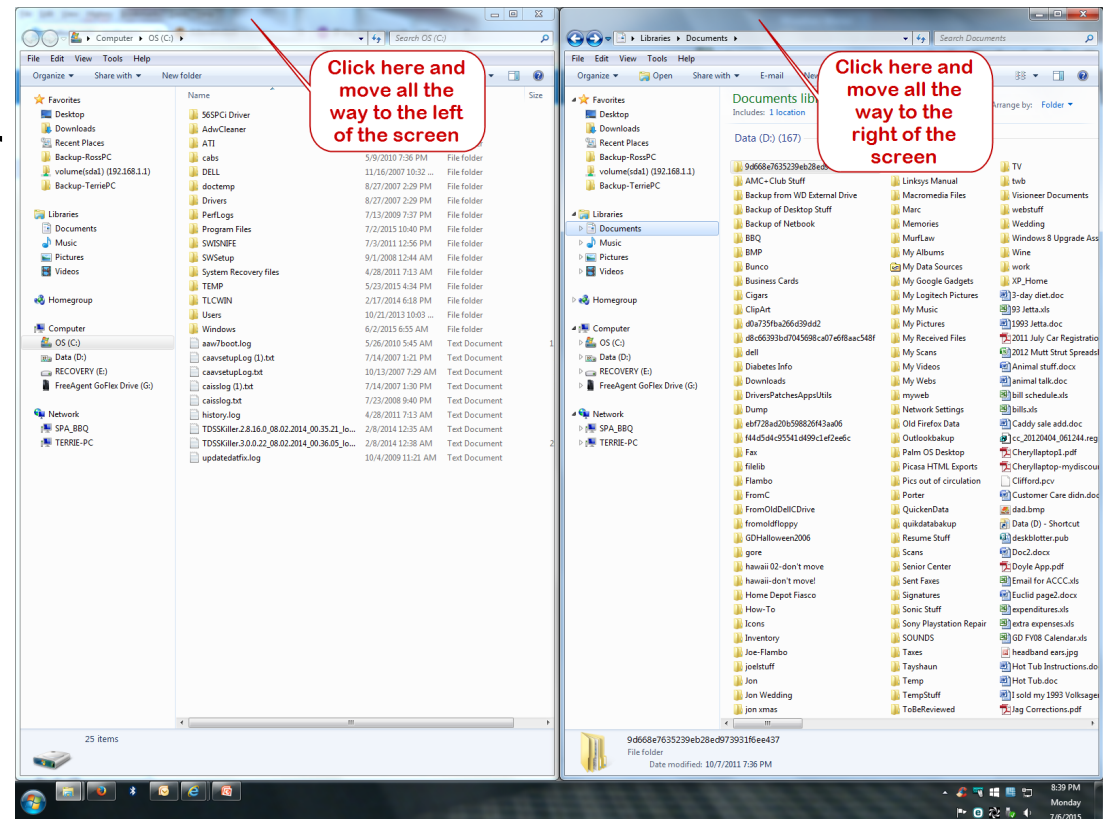 Computer ▸ OS (C:) ▸
Search OS (C:)
File Edit View Tools Help
Organize ▾ Share with ▾ New folder
Click here and
move all the
way to the left
of the screen
Favorites
Desktop
Downloads
Recent Places
Backup-RossPC
volume(sda1) (192.168.1.1)
Backup-TerriePC
Libraries
Documents
Music
Pictures
Videos
Homegroup
Computer
OS (C:)
Data (D:)
RECOVERY (E:)
FreeAgent GoFlex Drive (G:)
Network
SPA_BBQ
TERRIE-PC
Name Size
56SPCi Driver
AdwCleaner
ATI
cabs 5/9/2010 7:36 PM File folder
DELL 11/16/2007 10:32 ... File folder
doctemp 8/27/2007 2:29 PM File folder
Drivers 8/27/2007 2:29 PM File folder
PerfLogs 7/13/2009 7:37 PM File folder
Program Files 7/2/2015 10:40 PM File folder
SWISNIFE 7/3/2011 12:56 PM File folder
SWSetup 9/1/2008 12:44 AM File folder
System Recovery files 4/28/2011 7:13 AM File folder
TEMP 5/23/2015 4:34 PM File folder
TLCWIN 2/17/2014 6:18 PM File folder
Users 10/21/2013 10:03 ... File folder
Windows 6/2/2015 6:55 AM File folder
aaw7boot.log 5/26/2010 5:45 AM Text Document 1
caavsetupLog (1).txt 7/14/2007 1:21 PM Text Document
caavsetupLog.txt 10/13/2007 7:29 AM Text Document
caisslog (1).txt 7/14/2007 1:30 PM Text Document
caisslog.txt 7/23/2008 9:40 PM Text Document
history.log 4/28/2011 7:13 AM Text Document
TDSSKiller.2.8.16.0_08.02.2014_00.35.21_lo... 2/8/2014 12:35 AM Text Document
TDSSKiller.3.0.0.22_08.02.2014_00.36.05_lo... 2/8/2014 12:38 AM Text Document 2
updatedatfix.log 10/4/2009 11:21 AM Text Document
25 items
Libraries ▸ Documents ▸
Search Documents
File Edit View Tools Help
Organize ▾ Open Share with ▾ E-mail
Click here and
move all the
way to the
right of the
screen
Favorites
Desktop
Downloads
Recent Places
Backup-RossPC
volume(sda1) (192.168.1.1)
Backup-TerriePC
Libraries
Documents
Music
Pictures
Videos
Homegroup
Computer
OS (C:)
Data (D:)
RECOVERY (E:)
FreeAgent GoFlex Drive (G:)
Network
SPA_BBQ
TERRIE-PC
Documents lib
Includes: 1 location
Arrange by: Folder ▾
Data (D:) (167)
9d668e7635239eb28ed9
AMC+Club Stuff
Backup from WD External Drive
Backup of Desktop Stuff
Backup of Netbook
BBQ
BMP
Bunco
Business Cards
Cigars
ClipArt
d0a735fba266d39dd2
d8c66393bd7045698ca07e6f8aac548f
dell
Diabetes Info
Downloads
DriversPatchesAppsUtils
Dump
ebf728ad20b598826f43aa06
f44d5d4c95541d499c1ef2ee6c
Fax
filelib
Flambo
FromC
FromOldDellCDrive
fromoldfloppy
GDHalloween2006
gore
hawaii 02-don't move
hawaii-don't move!
Home Depot Fiasco
How-To
Icons
Inventory
Joe-Flambo
joelstuff
Jon
Jon Wedding
jon xmas
Linksys Manual
Macromedia Files
Marc
Memories
MurfLaw
My Albums
My Data Sources
My Google Gadgets
My Logitech Pictures
My Music
My Pictures
My Received Files
My Scans
My Videos
My Webs
myweb
Network Settings
Old Firefox Data
Outlookbakup
Palm OS Desktop
Picasa HTML Exports
Pics out of circulation
Porter
QuickenData
quikdatabakup
Resume Stuff
Scans
Senior Center
Sent Faxes
Signatures
Sonic Stuff
Sony Playstation Repair
SOUNDS
Taxes
Tayshaun
Temp
TempStuff
ToBeReviewed
TV
twb
Visioneer Documents
webstuff
Wedding
Windows 8 Upgrade Ass
Wine
work
XP_Home
3-day diet.doc
93 Jetta.xls
1993 Jetta.doc
2011 July Car Registratio
2012 Mutt Strut Spreads
Animal stuff.docx
animal talk.doc
bill schedule.xls
bills.xls
Caddy sale add.doc
cc_20120404_061244.reg
Cheryllaptop1.pdf
Cheryllaptop-mydiscou
Clifford.pcv
Customer Care didn.doc
dad.bmp
Data (D) - Shortcut
deskblotter.pub
Doc2.docx
Doyle App.pdf
Email for ACCC.xls
Euclid page2.docx
expenditures.xls
extra expenses.xls
GD FY08 Calendar.xls
headband ears.jpg
Hot Tub Instructions.do
Hot Tub.doc
I sold my 1993 Volksage
Jag Corrections.pdf
9d668e7635239eb28ed973931f6ee437
File folder
Date modified: 10/7/2011 7:36 PM
8:39 PM
Monday
7/6/2015